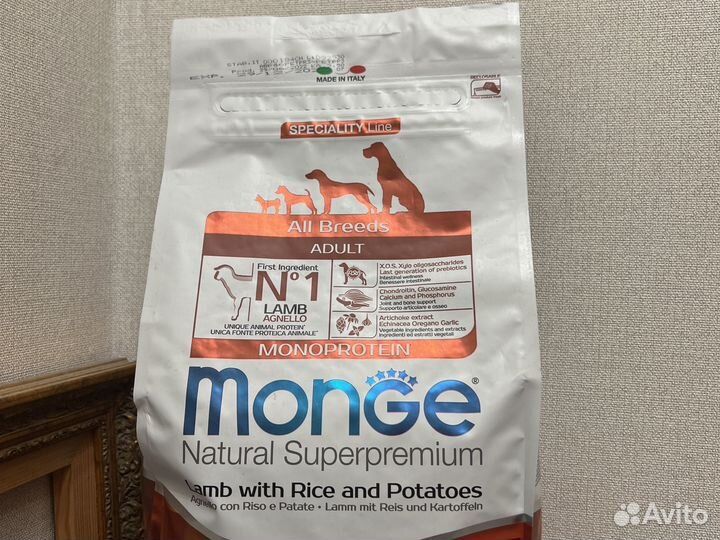 EXP.
MADE IN ITALY
RECLOSABLE
SPECIALITY Line
All Breeds
ADULT
First Ingredient
N°1
LAMB
AGNELLO
UNIQUE ANIMAL PROTEIN*
UNICA FONTE PROTEICA ANIMALE*
X.O.S. Xylo oligosaccharides
Last generation of prebiotics
Intestinal wellness
Benessere intestinale
Chondroitin, Glucosamine
Calcium and Phosphorus
Joint and bone support
Supporto articolare e osseo
Artichoke extract
Echinacea Oregano Garlic
Vegetable ingredients and extracts
Ingredienti ed estratti vegetali
MONOPROTEIN
MONGE®
Natural Superpremium
Lamb with Rice and Potatoes
Agnello con Riso e Patate • Lamm mit Reis und Kartoffeln
Avito